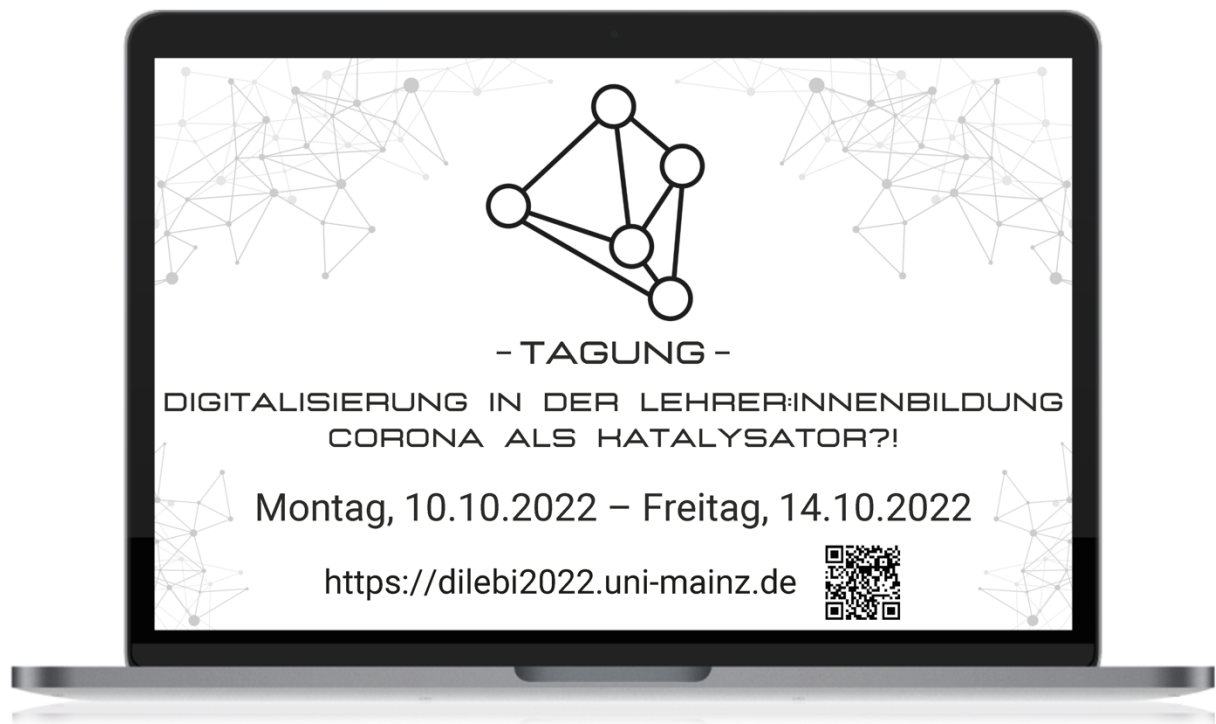 - TAGUNG -
DIGITALISIERUNG IN DER LEHRER:INNENBILDUNG
CORONA ALS KATALYSATOR?!
Montag, 10.10.2022 – Freitag, 14.10.2022
https://dilebi2022.uni-mainz.de